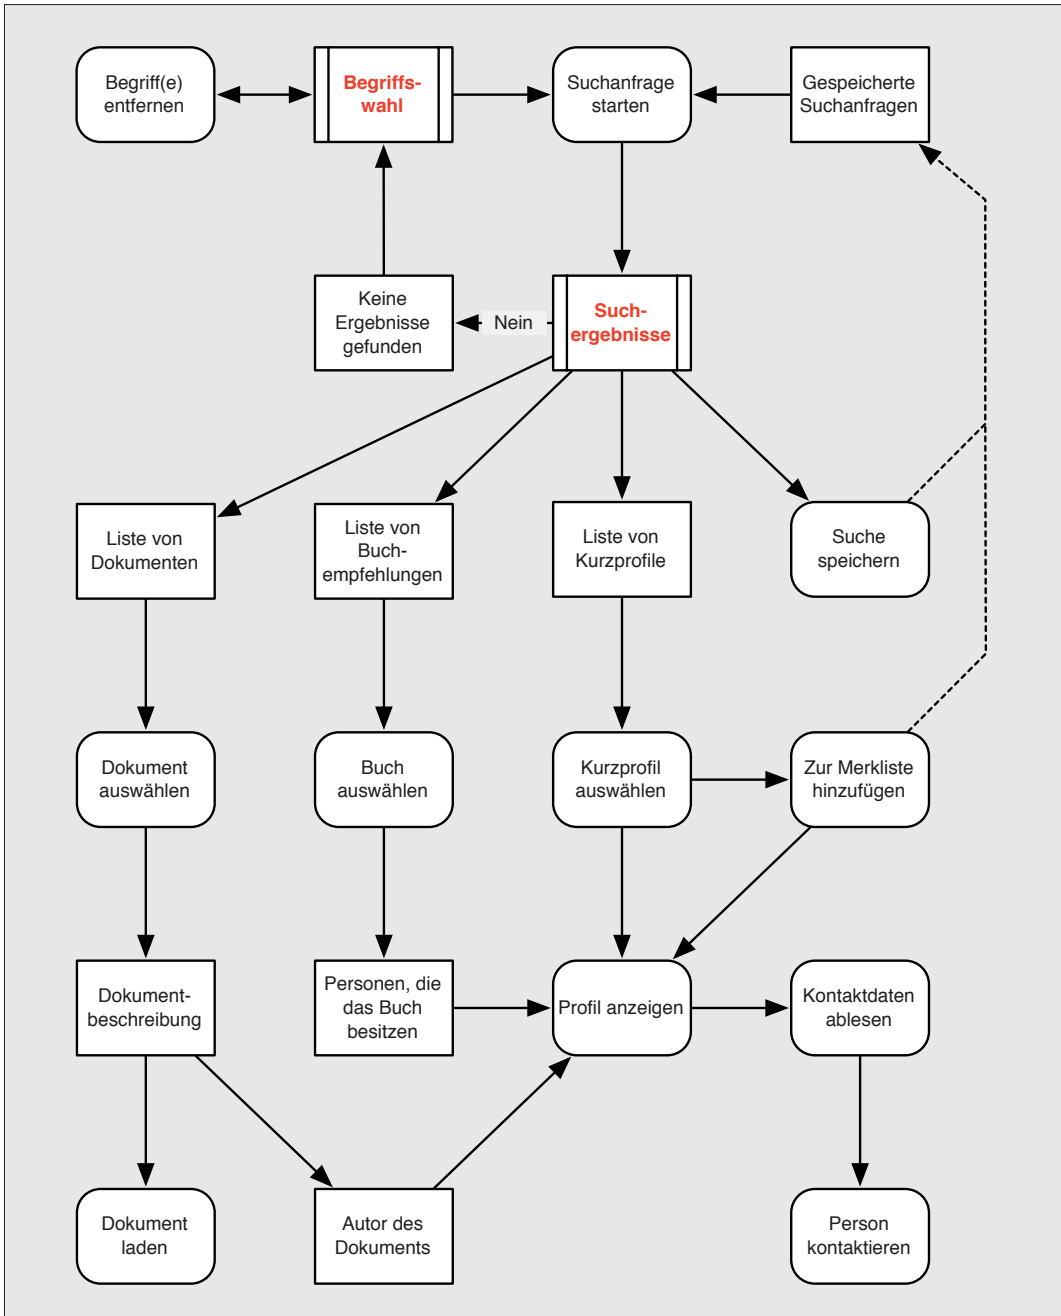 Begriff(e)
entfernen
Begriffs-
wahl
Suchanfrage
starten
Gespeicherte
Suchanfragen
Keine
Ergebnisse
gefunden
Nein
Such-
ergebnisse
Liste von
Dokumenten
Liste von
Buch-
empfehlungen
Liste von
Kurzprofile
Suche
speichern
Dokument
auswählen
Buch
auswählen
Kurzprofil
auswählen
Zur Merkliste
hinzufügen
Dokument-
beschreibung
Personen, die
das Buch
besitzen
Profil anzeigen
Kontaktdaten
ablesen
Dokument
laden
Autor des
Dokuments
Person
kontaktieren